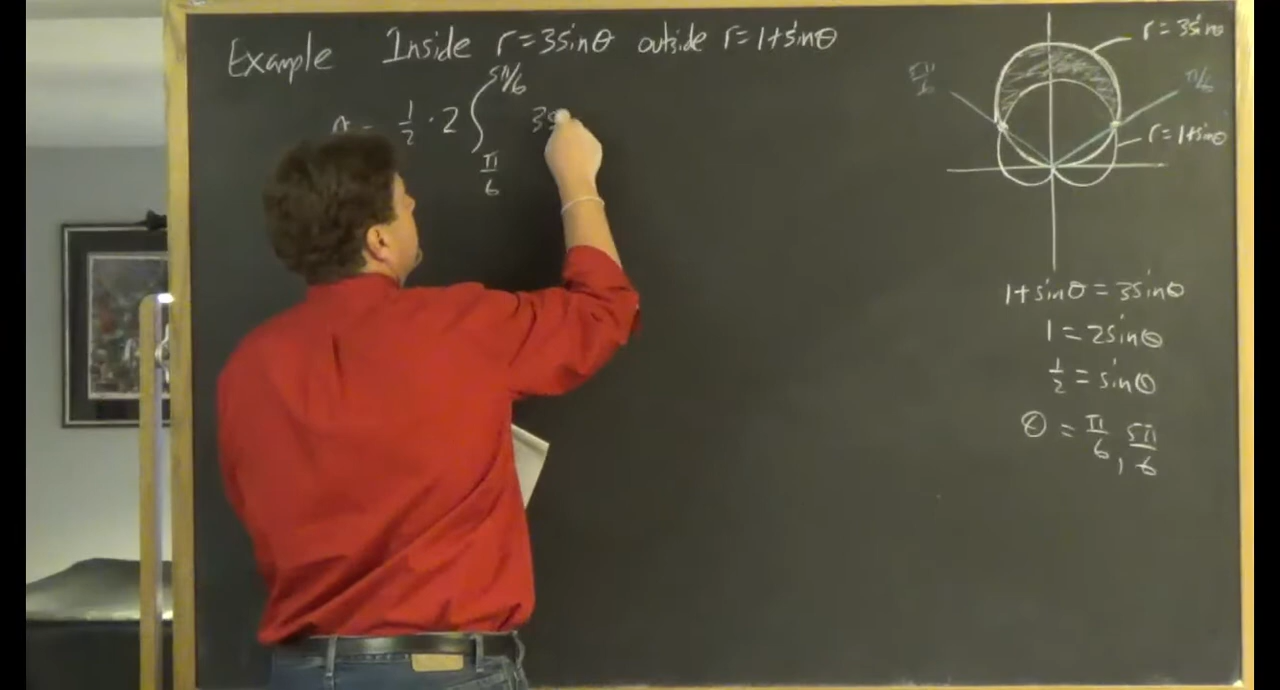 Example Inside r=3sinθ outside r=1+sinθ
r=3sinθ
5π/6
π/6
A = 1/2 · 2 ∫ 5π/6 π/6 3s
r=1+sinθ
1+sinθ=3sinθ
1=2sinθ
1/2=sinθ
θ = π/6, 5π/6